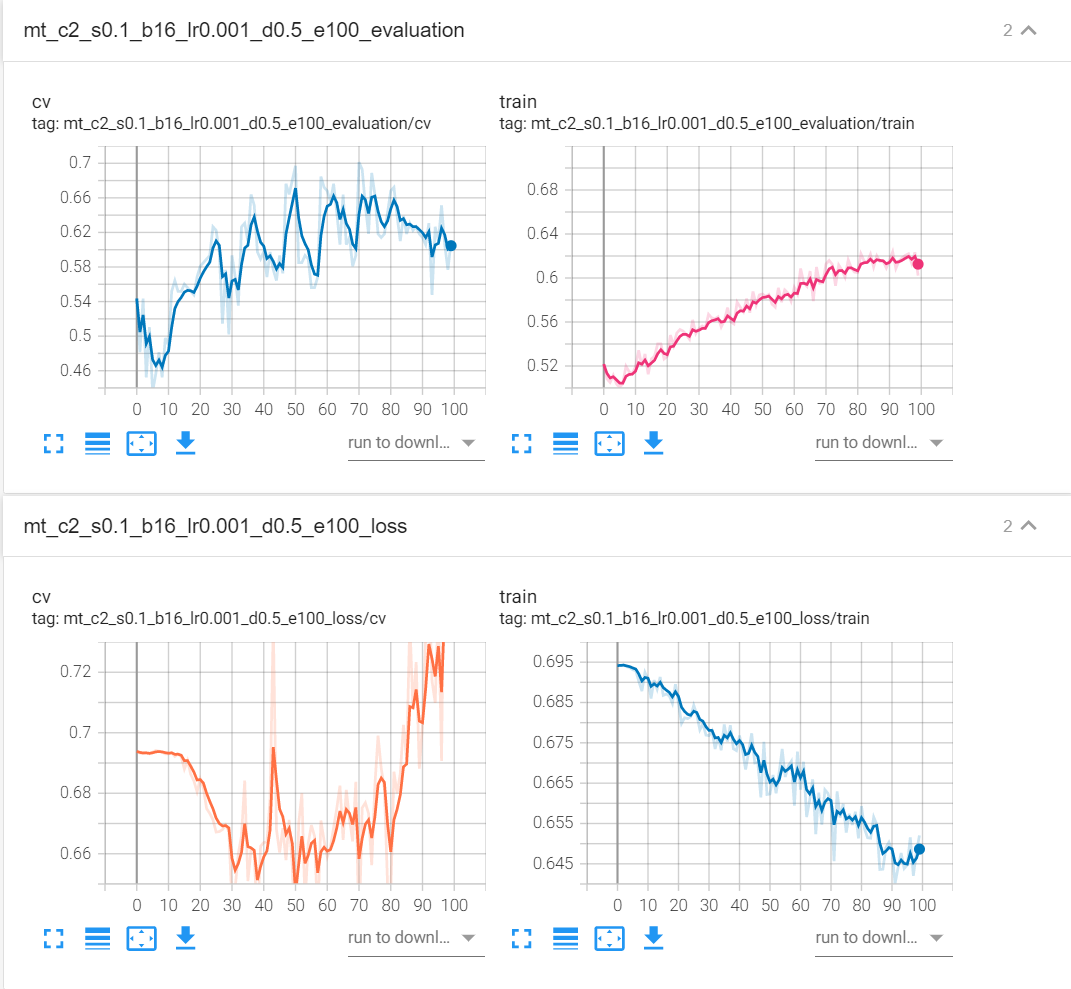 mt_c2_s0.1_b16_lr0.001_d0.5_e100_evaluation 2
cv
tag: mt_c2_s0.1_b16_lr0.001_d0.5_e100_evaluation/cv
0.7
0.66
0.62
0.58
0.54
0.5
0.46
0 10 20 30 40 50 60 70 80 90 100
run to downl...
train
tag: mt_c2_s0.1_b16_lr0.001_d0.5_e100_evaluation/train
0.68
0.64
0.6
0.56
0.52
0 10 20 30 40 50 60 70 80 90 100
run to downl...
mt_c2_s0.1_b16_lr0.001_d0.5_e100_loss 2
cv
tag: mt_c2_s0.1_b16_lr0.001_d0.5_e100_loss/cv
0.72
0.7
0.68
0.66
0 10 20 30 40 50 60 70 80 90 100
run to downl...
train
tag: mt_c2_s0.1_b16_lr0.001_d0.5_e100_loss/train
0.695
0.685
0.675
0.665
0.655
0.645
0 10 20 30 40 50 60 70 80 90 100
run to downl...